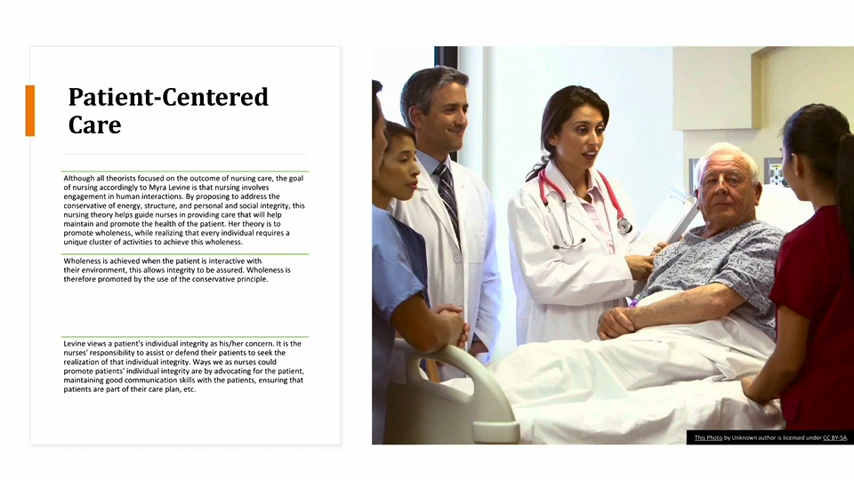 Patient-Centered
Care
Although all theorists focused on the outcome of nursing care, the goal
of nursing accordingly to Myra Levine is that nursing involves
engagement in human interactions. By proposing to address the
conservative of energy, structure, and personal and social integrity, this
nursing theory helps guide nurses in providing care that will help
maintain and promote the health of the patient. Her theory is to
promote wholeness, while realizing that every individual requires a
unique cluster of activities to achieve this wholeness.
Wholeness is achieved when the patient is interactive with
their environment, this allows integrity to be assured. Wholeness is
therefore promoted by the use of the conservative principle.
Levine views a patient's individual integrity as his/her concern. It is the
nurses' responsibility to assist or defend their patients to seek the
realization of that individual integrity. Ways we as nurses could
promote patients' individual integrity are by advocating for the patient,
maintaining good communication skills with the patients, ensuring that
patients are part of their care plan, etc.
This Photo by Unknown author is licensed under CC BY-SA.